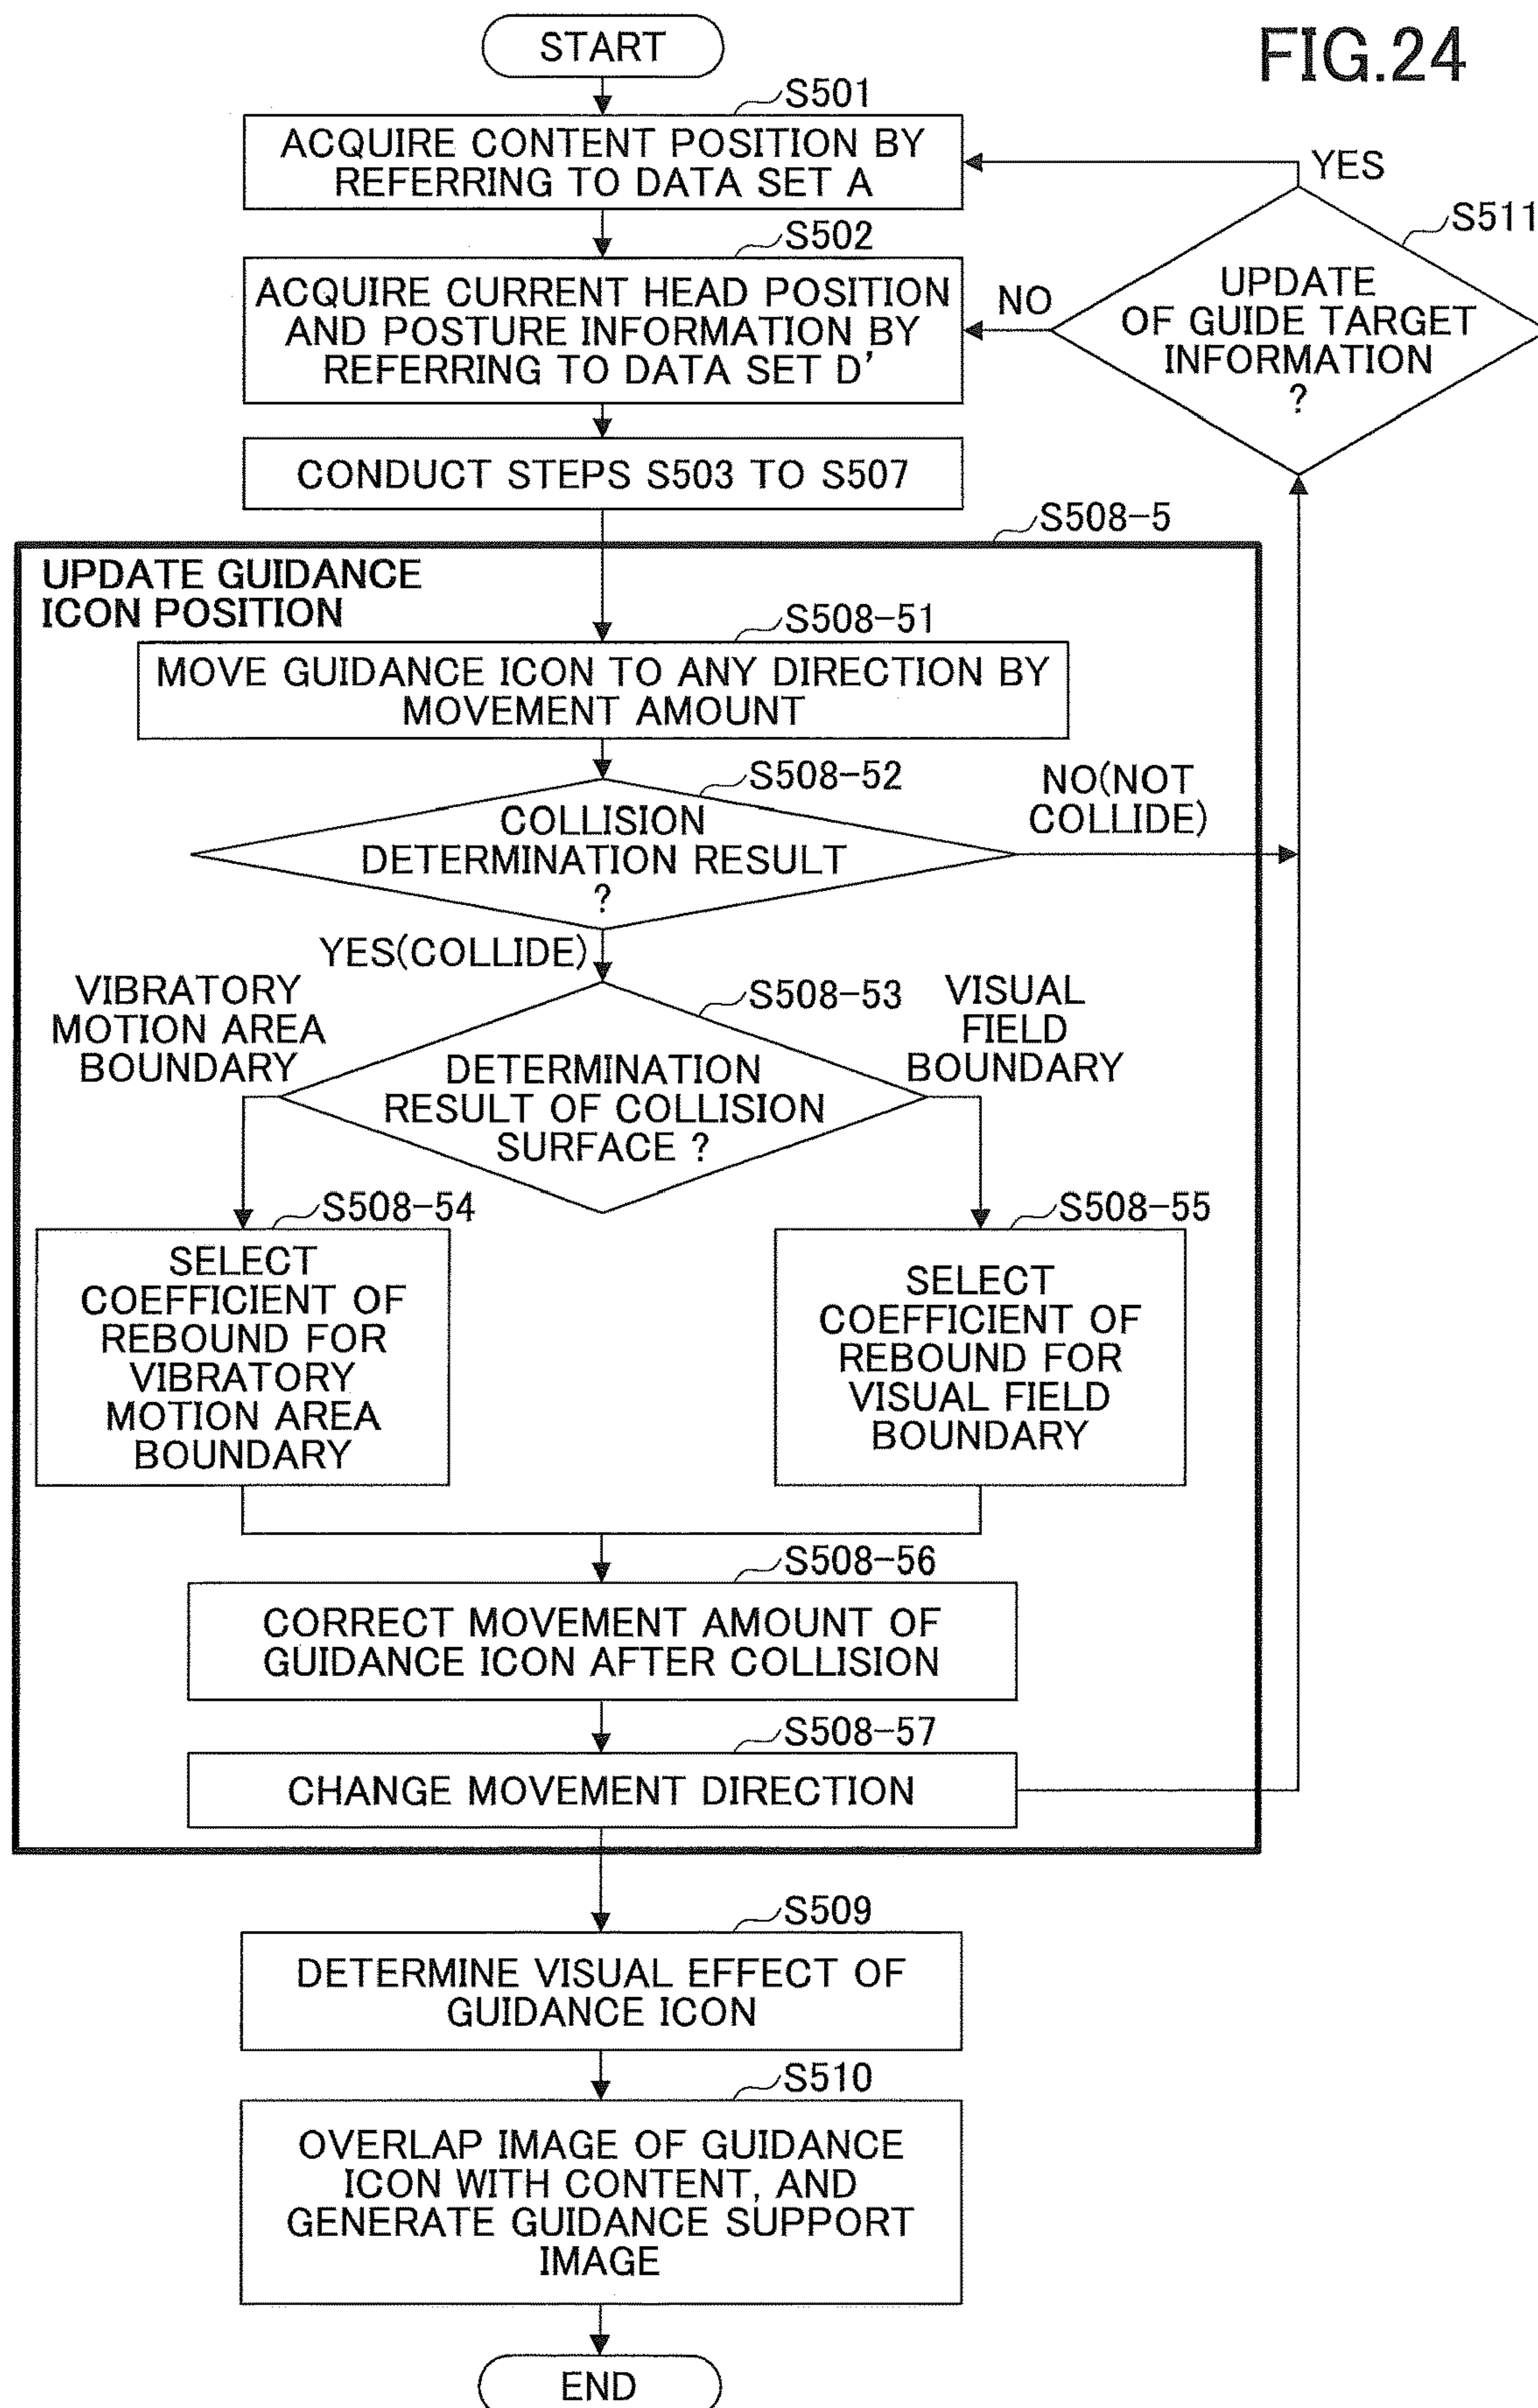 FIG.24
START
S501
ACQUIRE CONTENT POSITION BY
REFERRING TO DATA SET A
YES
S502
ACQUIRE CURRENT HEAD POSITION
AND POSTURE INFORMATION BY
REFERRING TO DATA SET D'
NO
S511
UPDATE
OF GUIDE TARGET
INFORMATION
?
CONDUCT STEPS S503 TO S507
S508-5
UPDATE GUIDANCE
ICON POSITION
S508-51
MOVE GUIDANCE ICON TO ANY DIRECTION BY
MOVEMENT AMOUNT
S508-52
COLLISION
DETERMINATION RESULT
?
NO(NOT
COLLIDE)
YES(COLLIDE)
S508-53
VIBRATORY
MOTION AREA
BOUNDARY
DETERMINATION
RESULT OF COLLISION
SURFACE ?
VISUAL
FIELD
BOUNDARY
S508-54
SELECT
COEFFICIENT OF
REBOUND FOR
VIBRATORY
MOTION AREA
BOUNDARY
S508-55
SELECT
COEFFICIENT OF
REBOUND FOR
VISUAL FIELD
BOUNDARY
S508-56
CORRECT MOVEMENT AMOUNT OF
GUIDANCE ICON AFTER COLLISION
S508-57
CHANGE MOVEMENT DIRECTION
S509
DETERMINE VISUAL EFFECT OF
GUIDANCE ICON
S510
OVERLAP IMAGE OF GUIDANCE
ICON WITH CONTENT, AND
GENERATE GUIDANCE SUPPORT
IMAGE
END